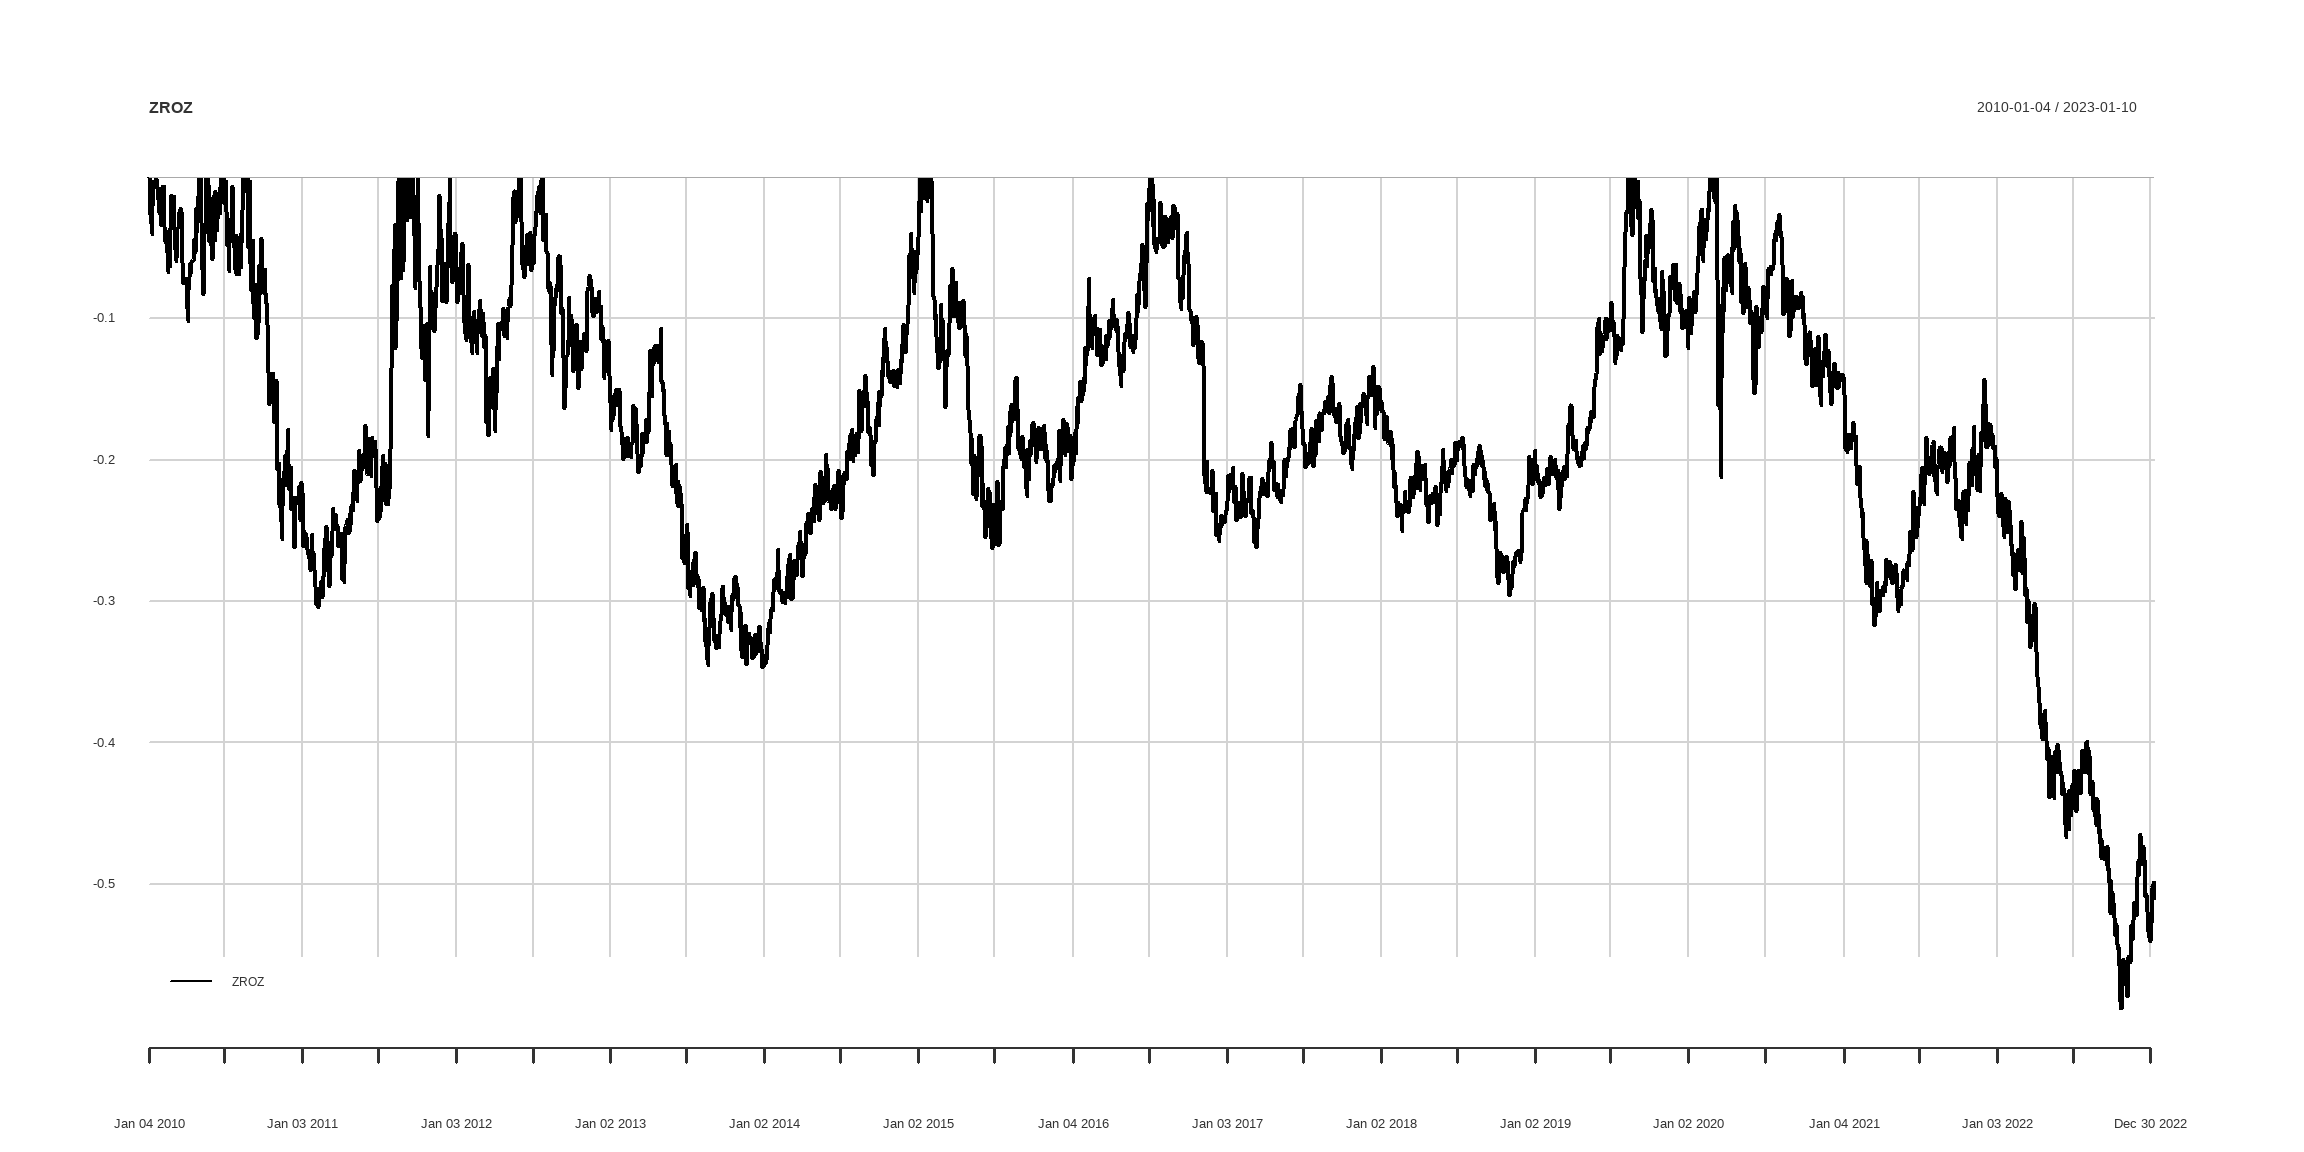 ZROZ
2010-01-04 / 2023-01-10
-0.1
-0.2
-0.3
-0.4
-0.5
ZROZ
Jan 04 2010
Jan 03 2011
Jan 03 2012
Jan 02 2013
Jan 02 2014
Jan 02 2015
Jan 04 2016
Jan 03 2017
Jan 02 2018
Jan 02 2019
Jan 02 2020
Jan 04 2021
Jan 03 2022
Dec 30 2022